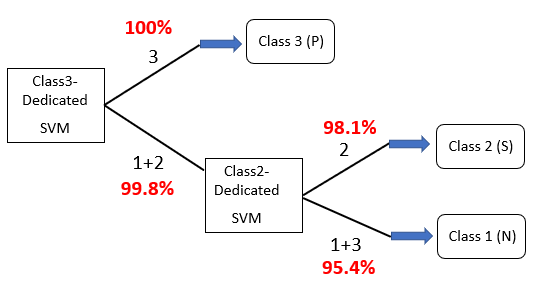 100%
3
Class 3 (P)
Class3-
Dedicated
SVM
1+2
99.8%
Class2-
Dedicated
SVM
98.1%
2
Class 2 (S)
1+3
95.4%
Class 1 (N)